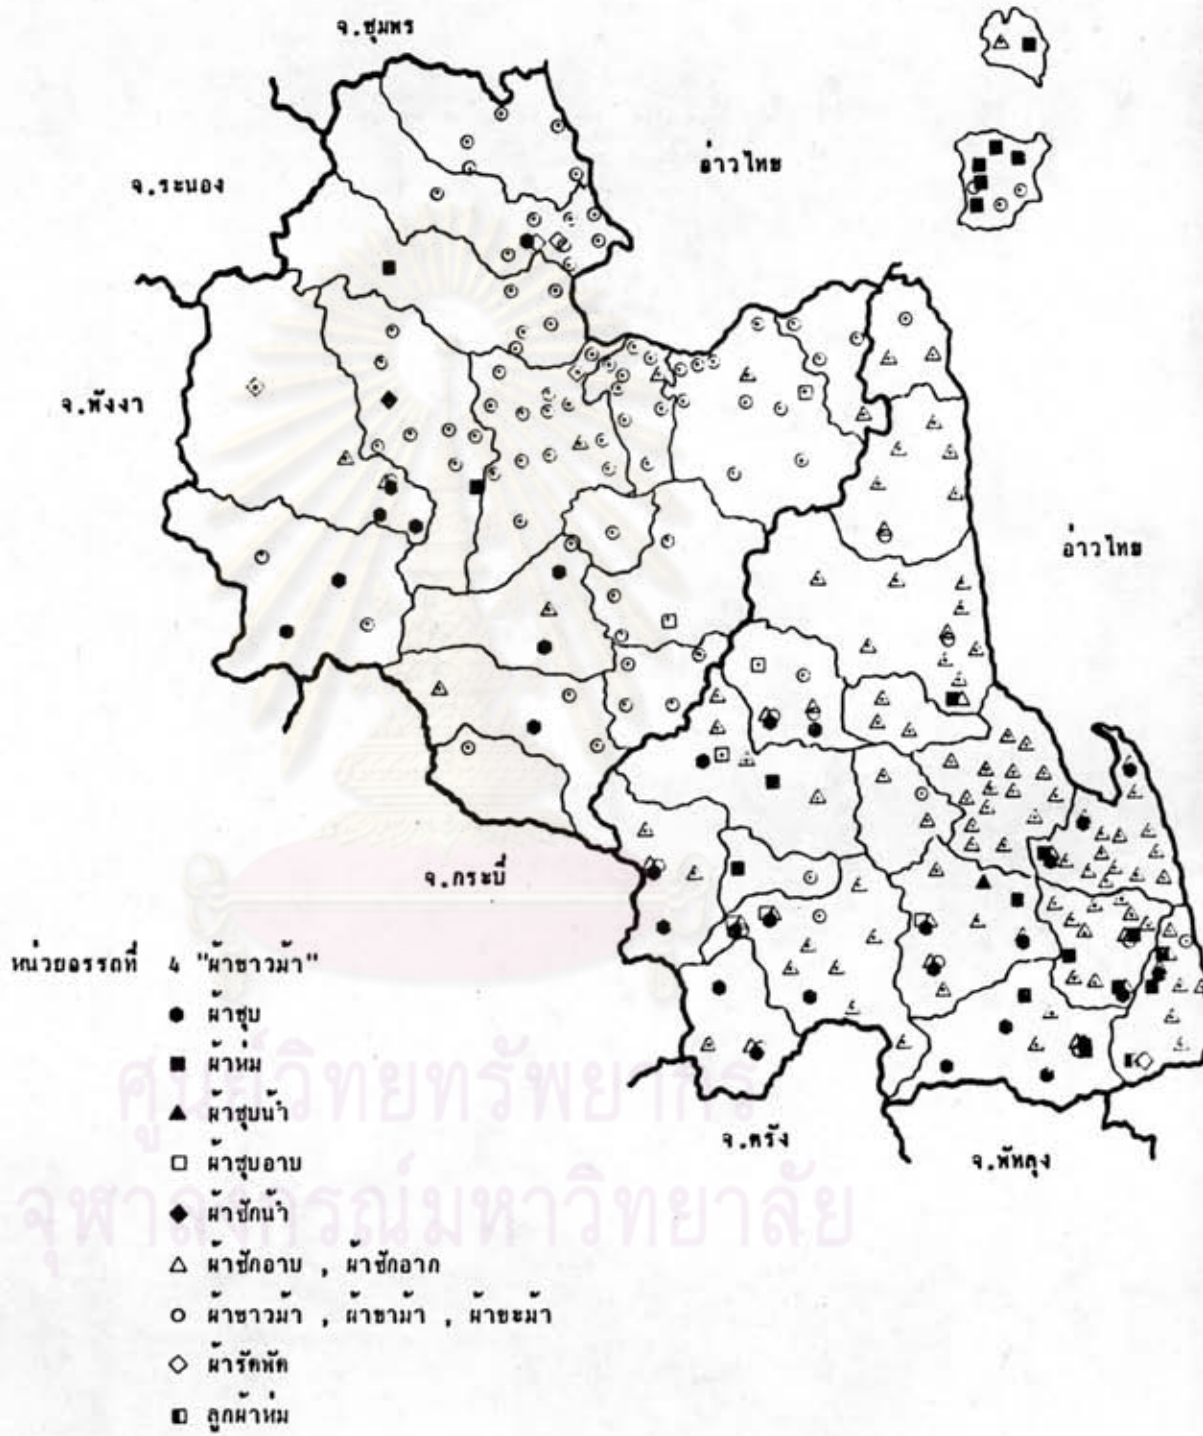 จ.ชุมพร
จ.ระนอง
อ่าวไทย
จ.พังงา
อ่าวไทย
จ.กระบี่
หน่วยอรรถที่ 4 "ผ้าขาวม้า"
ผ้าชุบ
ผ้าห่ม
ผ้าชุบน้ำ
ผ้าชุบอาบ
ผ้าซักน้ำ
ผ้าซักอาบ , ผ้าซักอาก
ผ้าขาวม้า , ผ้าขาม้า , ผ้าขะม้า
ผ้ารัดพัด
ลูกผ้าห่ม
จ.ตรัง
จ.พัทลุง
ศูนย์วิทยทรัพยากร
จุฬาลงกรณ์มหาวิทยาลัย